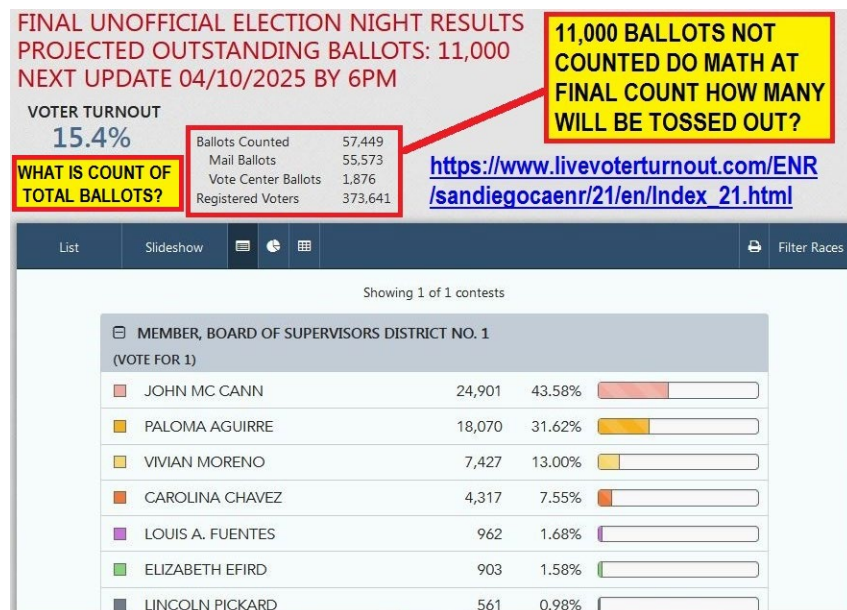 FINAL UNOFFICIAL ELECTION NIGHT RESULTS
PROJECTED OUTSTANDING BALLOTS: 11,000
NEXT UPDATE 04/10/2025 BY 6PM
11,000 BALLOTS NOT
COUNTED DO MATH AT
FINAL COUNT HOW MANY
WILL BE TOSSED OUT?
VOTER TURNOUT
15.4%
WHAT IS COUNT OF
TOTAL BALLOTS?
Ballots Counted 57,449
Mail Ballots 55,573
Vote Center Ballots 1,876
Registered Voters 373,641
https://www.livevoterturnout.com/ENR
/sandiegocaenr/21/en/Index_21.html
List Slideshow Filter Races
Showing 1 of 1 contests
MEMBER, BOARD OF SUPERVISORS DISTRICT NO. 1
(VOTE FOR 1)
JOHN MC CANN 24,901 43.58%
PALOMA AGUIRRE 18,070 31.62%
VIVIAN MORENO 7,427 13.00%
CAROLINA CHAVEZ 4,317 7.55%
LOUIS A. FUENTES 962 1.68%
ELIZABETH EFIRD 903 1.58%
LINCOLN PICKARD 561 0.98%